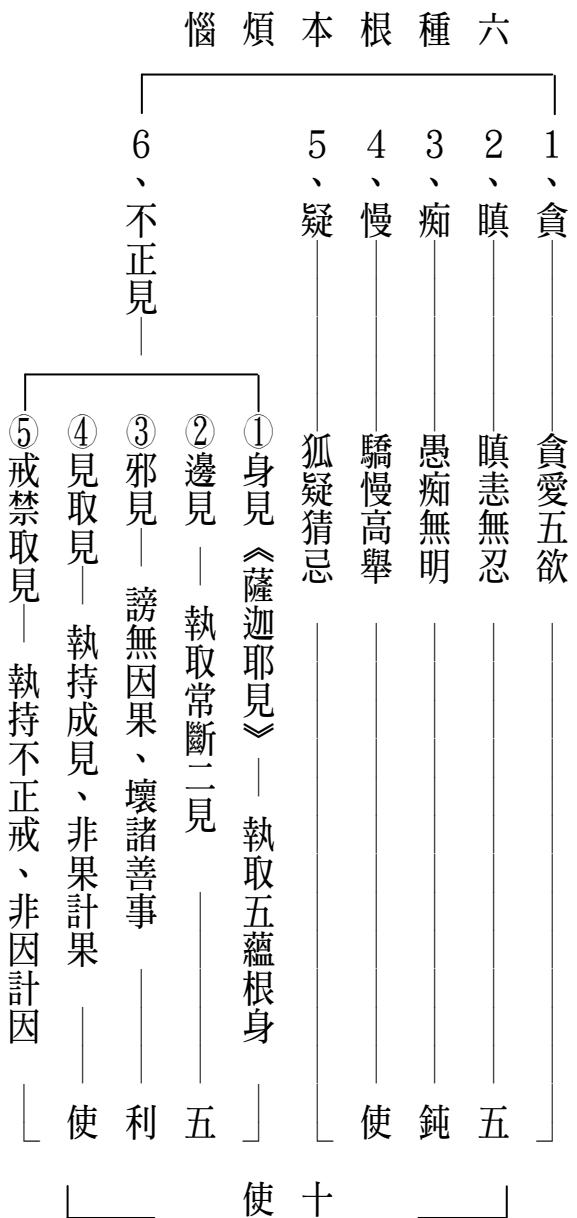 六種根本煩惱
1、貪——貪愛五欲
2、瞋——瞋恚無忍
3、痴——愚痴無明
4、慢——驕慢高舉
5、疑——狐疑猜忌
五鈍使
6、不正見—
①身見《薩迦耶見》—執取五蘊根身
②邊見—執取常斷二見
③邪見—謗無因果、壞諸善事
④見取見—執持成見、非果計果
⑤戒禁取見—執持不正戒、非因計因
五利使
十使